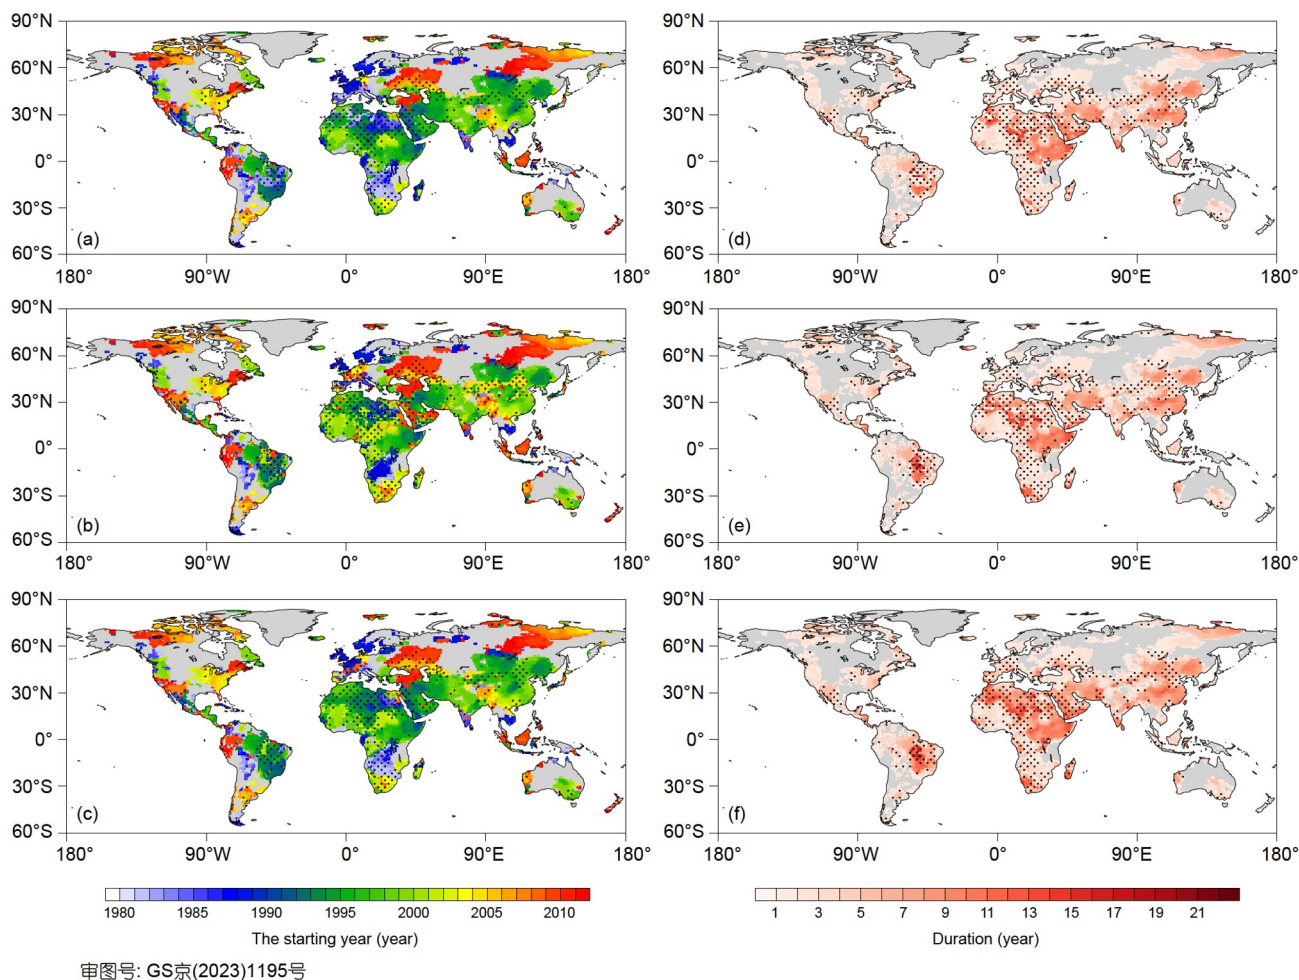 90°N
60°N
30°N
0°
30°S
60°S
(a)
180° 90°W 0° 90°E 180°
90°N
60°N
30°N
0°
30°S
60°S
(d)
180° 90°W 0° 90°E 180°
90°N
60°N
30°N
0°
30°S
60°S
(b)
180° 90°W 0° 90°E 180°
90°N
60°N
30°N
0°
30°S
60°S
(e)
180° 90°W 0° 90°E 180°
90°N
60°N
30°N
0°
30°S
60°S
(c)
180° 90°W 0° 90°E 180°
90°N
60°N
30°N
0°
30°S
60°S
(f)
180° 90°W 0° 90°E 180°
1980 1985 1990 1995 2000 2005 2010
The starting year (year)
1 3 5 7 9 11 13 15 17 19 21
Duration (year)
审图号: GS京(2023)1195号